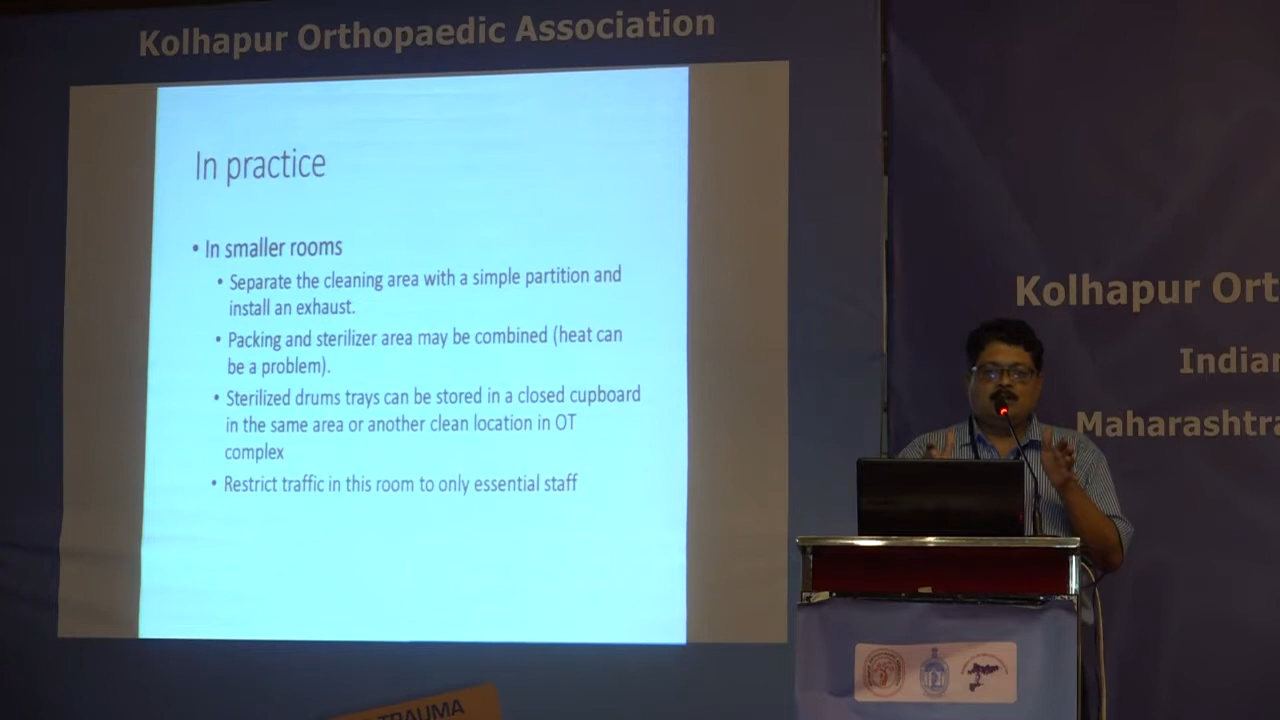 Kolhapur Orthopaedic Association
In practice
• In smaller rooms
• Separate the cleaning area with a simple partition and
install an exhaust.
• Packing and sterilizer area may be combined (heat can
be a problem).
• Sterilized drums trays can be stored in a closed cupboard
in the same area or another clean location in OT
complex
• Restrict traffic in this room to only essential staff
Kolhapur Ort
Indian
Maharashtra
TRAUMA